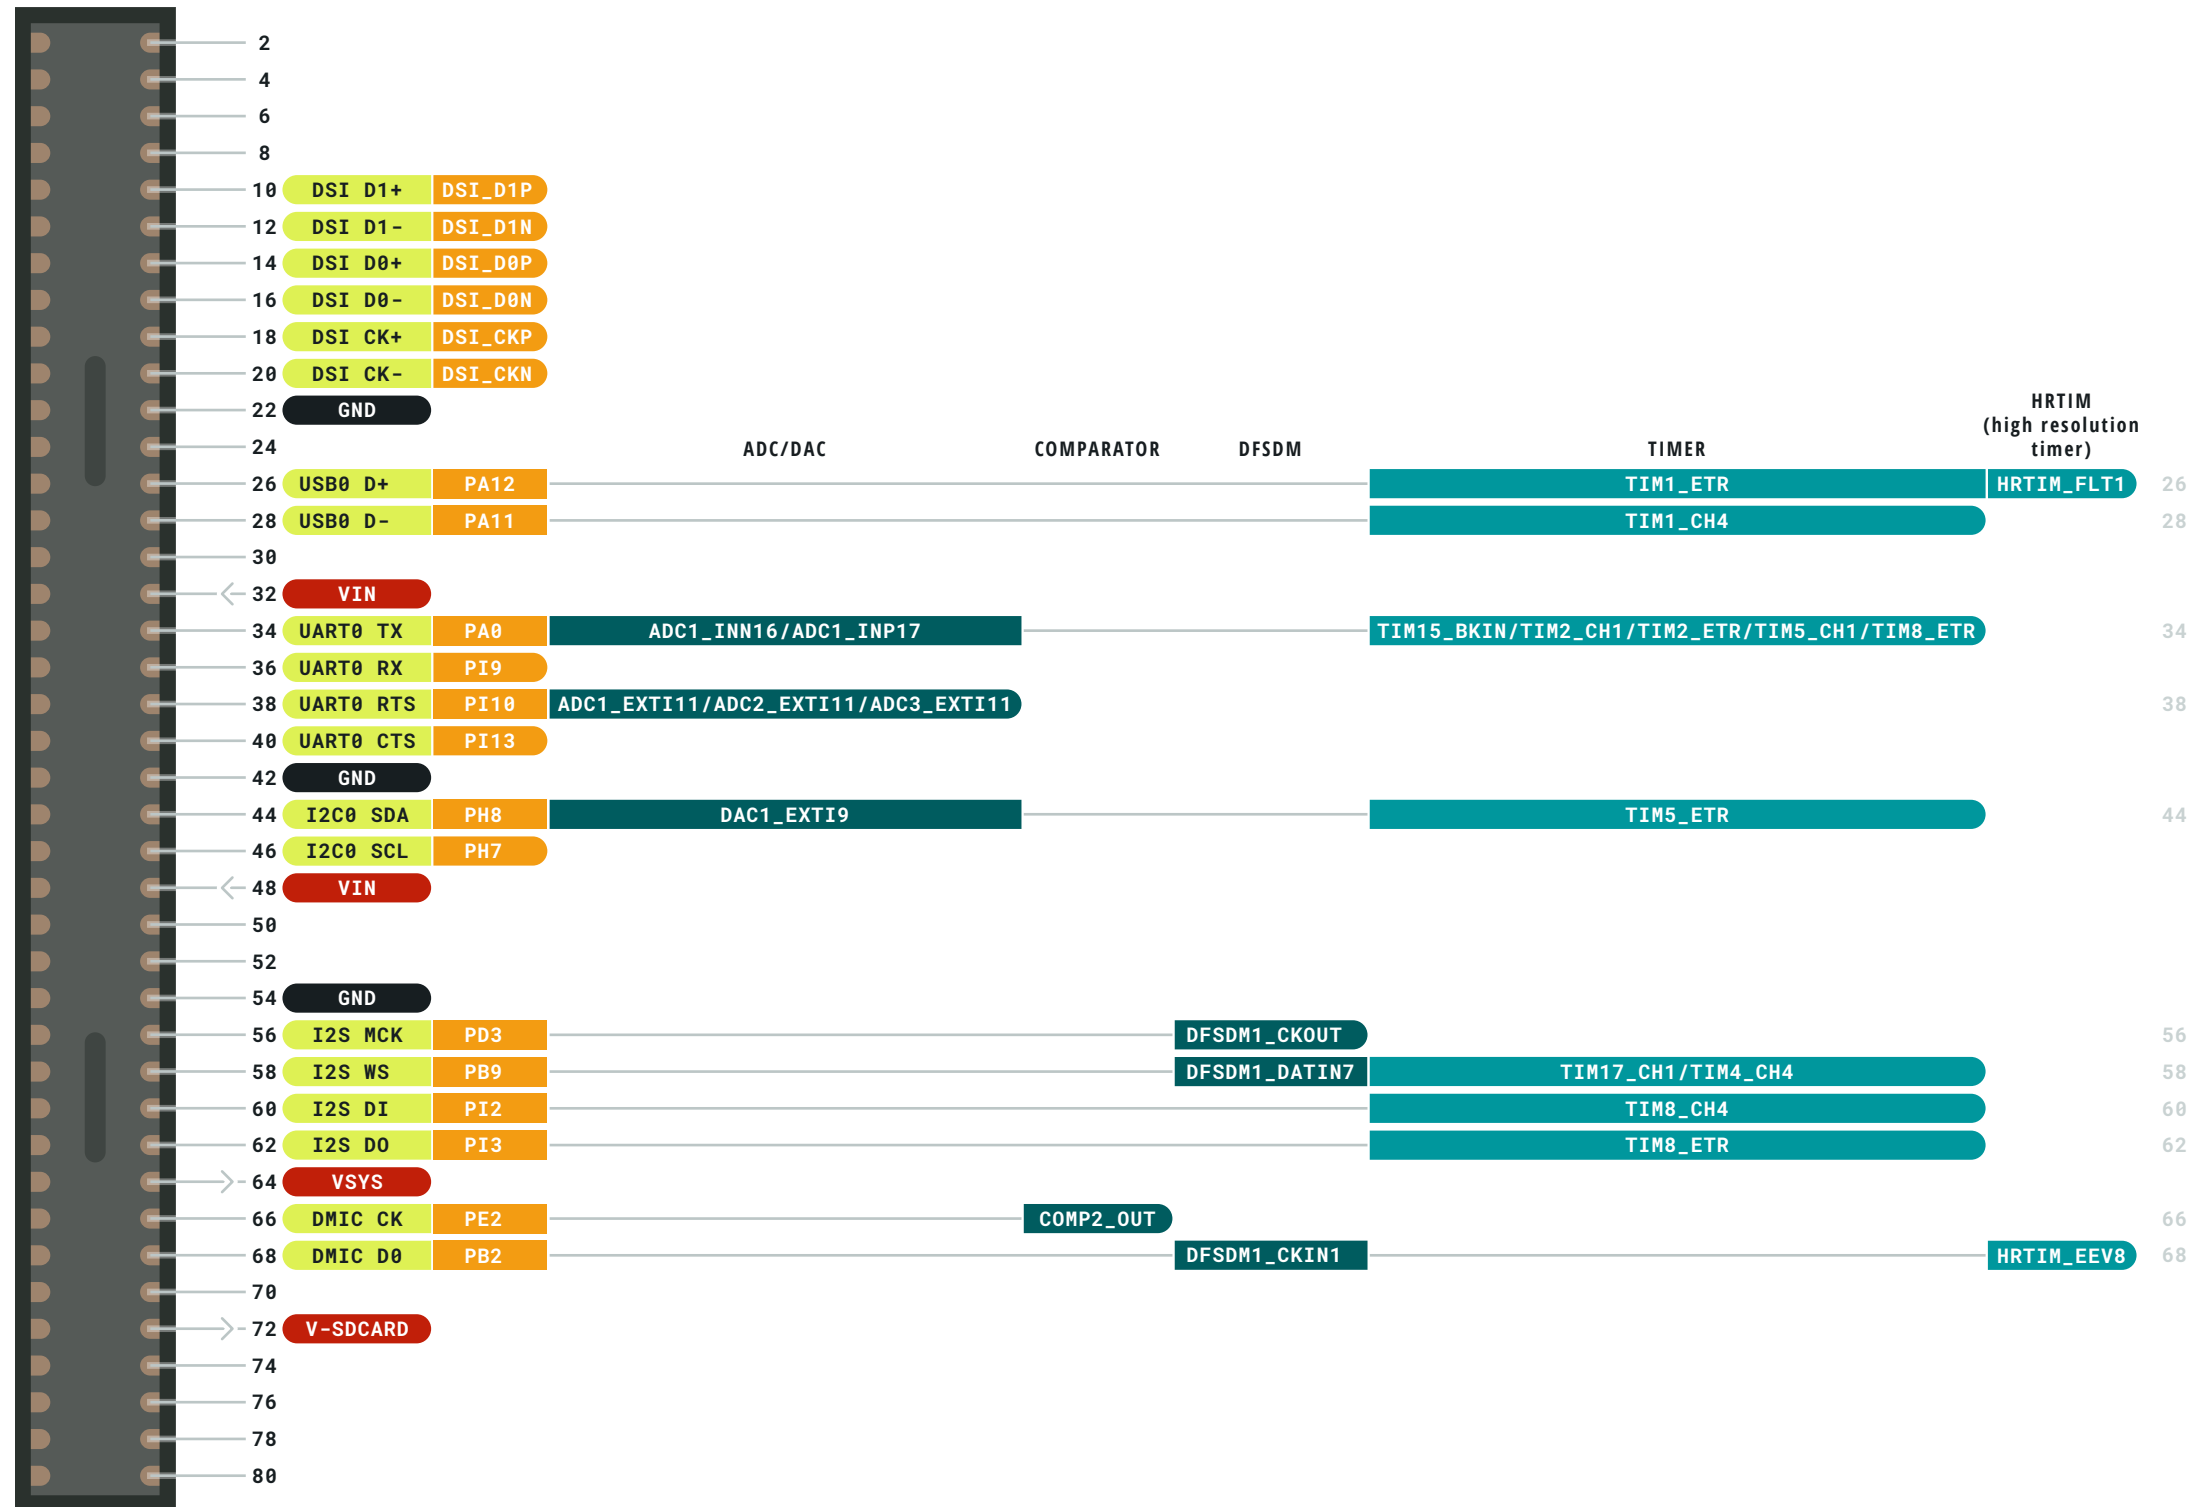 2
4
6
8
10 DSI D1+ DSI_D1P
12 DSI D1- DSI_D1N
14 DSI D0+ DSI_D0P
16 DSI D0- DSI_D0N
18 DSI CK+ DSI_CKP
20 DSI CK- DSI_CKN
22 GND
HRTIM
(high resolution
timer)
24 ADC/DAC COMPARATOR DFSDM TIMER
26 USB0 D+ PA12 TIM1_ETR HRTIM_FLT1 26
28 USB0 D- PA11 TIM1_CH4 28
30
32 VIN
34 UART0 TX PA0 ADC1_INN16/ADC1_INP17 TIM15_BKIN/TIM2_CH1/TIM2_ETR/TIM5_CH1/TIM8_ETR 34
36 UART0 RX PI9
38 UART0 RTS PI10 ADC1_EXTI11/ADC2_EXTI11/ADC3_EXTI11 38
40 UART0 CTS PI13
42 GND
44 I2C0 SDA PH8 DAC1_EXTI9 TIM5_ETR 44
46 I2C0 SCL PH7
48 VIN
50
52
54 GND
56 I2S MCK PD3 DFSDM1_CKOUT 56
58 I2S WS PB9 DFSDM1_DATIN7 TIM17_CH1/TIM4_CH4 58
60 I2S DI PI2 TIM8_CH4 60
62 I2S DO PI3 TIM8_ETR 62
64 VSYS
66 DMIC CK PE2 COMP2_OUT 66
68 DMIC D0 PB2 DFSDM1_CKIN1 HRTIM_EEV8 68
70
72 V-SDCARD
74
76
78
80